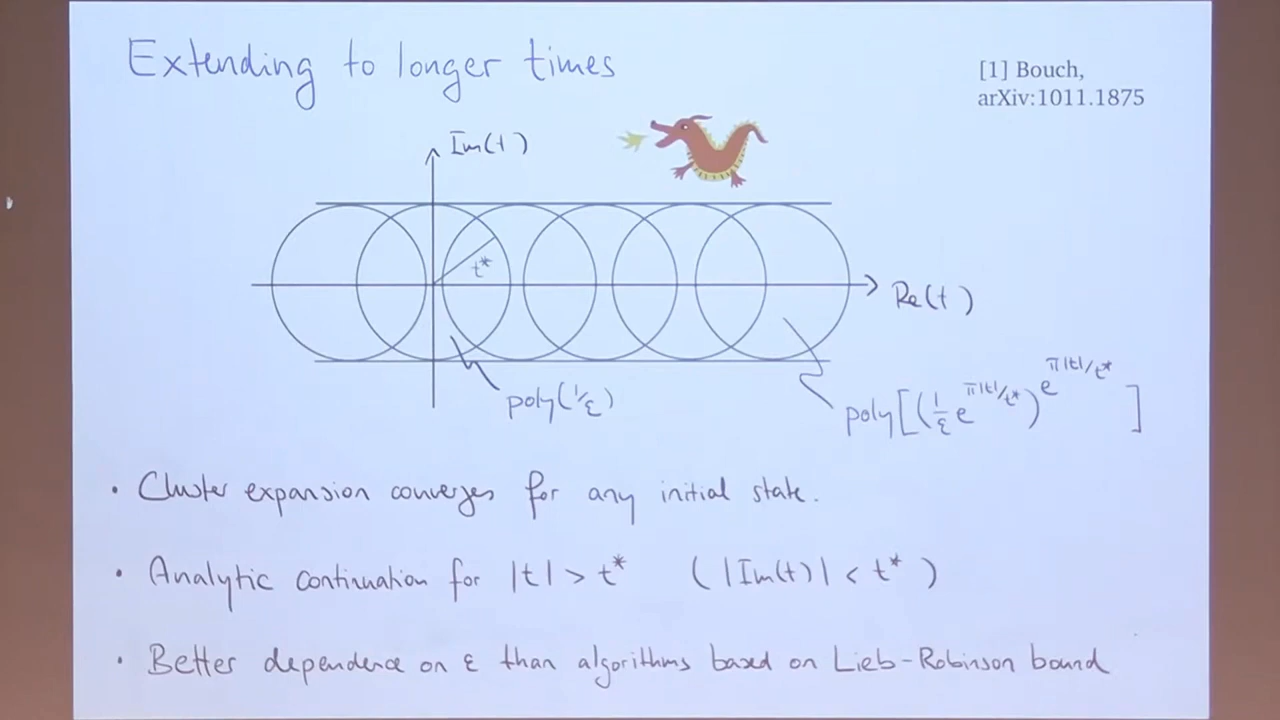 Extending to longer times
[1] Bouch,
arXiv:1011.1875
Im(t)
t*
Re(t)
poly(1/ε)
poly[(1/ε e^{π|t|/t*})^{e^{π|t|/t*}}]
• Cluster expansion converges for any initial state.
• Analytic continuation for |t| > t* (|Im(t)| < t*)
• Better dependence on ε than algorithms based on Lieb-Robinson bound